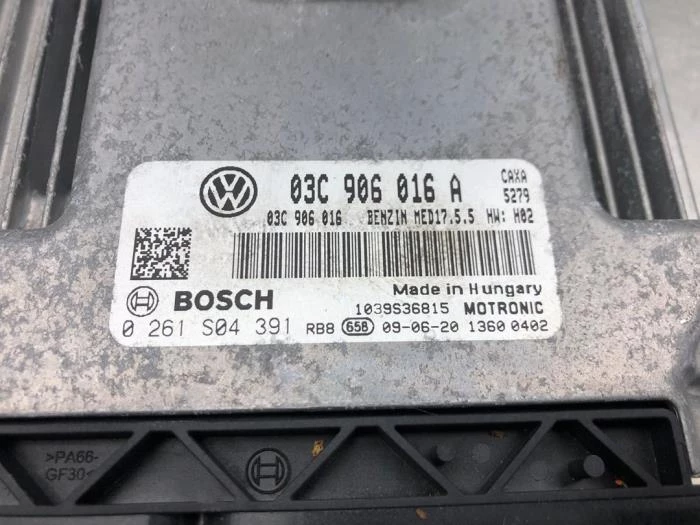 03C 906 016 A CAXA
5279
03C 906 016 BENZIN MED17.5.5 HW: H02
BOSCH Made in Hungary
1039S36815 MOTRONIC
0 261 S04 391 RB8 65B 09-06-20 1360 0402
>PA66-
GF30<